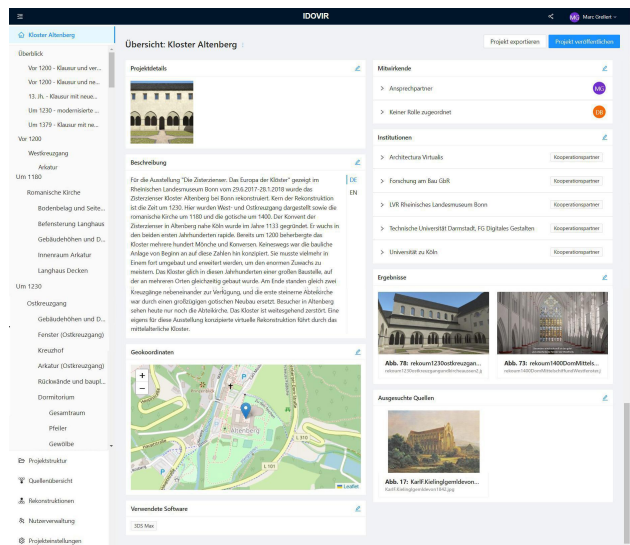 IDOVIR
MG Marc Grellert
Kloster Altenberg
Überblick
Vor 1200 - Klausur und ver...
Vor 1200 - Klausur und ne...
13. Jh. - Klausur mit neue...
Um 1230 - modernisierte ...
Um 1379 - Klausur mit ne...
Vor 1200
Westkreuzgang
Arkatur
Um 1180
Romanische Kirche
Bodenbelag und Seite...
Befensterung Langhaus
Gebäudehöhen und D...
Innenraum Arkatur
Langhaus Decken
Um 1230
Ostkreuzgang
Gebäudehöhen und D...
Fenster (Ostkreuzgang)
Kreuzhof
Arkatur (Ostkreuzgang)
Rückwände und baupl...
Dormitorium
Gesamtraum
Pfeiler
Gewölbe
Projektstruktur
Quellenübersicht
Rekonstruktionen
Nutzerverwaltung
Projekteinstellungen
Übersicht: Kloster Altenberg
Projekt exportieren
Projekt veröffentlichen
Projektdetails
Beschreibung
DE
EN
Für die Ausstellung "Die Zisterzienser. Das Europa der Klöster" gezeigt im
Rheinischen Landesmuseum Bonn vom 29.6.2017-28.1.2018 wurde das
Zisterzienser Kloster Altenberg bei Bonn rekonstruiert. Kern der Rekonstruktion
ist die Zeit um 1230. Hier wurden West- und Ostkreuzgang dargestellt sowie die
romanische Kirche um 1180 und die gotische um 1400. Der Konvent der
Zisterzienser in Altenberg nahe Köln wurde im Jahre 1133 gegründet. Er wuchs in
den beiden ersten Jahrhunderten rapide. Bereits um 1200 beherbergte das
Kloster mehrere hundert Mönche und Konversen. Keineswegs war die bauliche
Anlage von Beginn an auf diese Zahlen hin konzipiert. Sie musste vielmehr in
Einem fort umgebaut und erweitert werden, um den enormen Zuwachs zu
meistern. Das Kloster glich in diesen Jahrhunderten einer großen Baustelle, auf
der an mehreren Orten gleichzeitig gebaut wurde. Am Ende standen gleich zwei
Kreuzgänge nebeneinander zur Verfügung, und die erste steinerne Abteikirche
war durch einen großzügigen gotischen Neubau ersetzt. Besucher in Altenberg
sehen heute nur noch die Abteikirche. Das Kloster ist weitesgehend zerstört. Eine
eigens für diese Ausstellung konzipierte virtuelle Rekonstruktion führt durch das
mittelalterliche Kloster.
Geokoordinaten
+
−
P
P
Altenberg
L 310
L 101
P
Leaflet
Verwendete Software
3DS Max
Mitwirkende
Ansprechpartner
MG
Keiner Rolle zugeordnet
DB
Institutionen
Architectura Virtualis
Kooperationspartner
Forschung am Bau GbR
Kooperationspartner
LVR Rheinisches Landesmuseum Bonn
Kooperationspartner
Technische Universität Darmstadt, FG Digitales Gestalten
Kooperationspartner
Universität zu Köln
Kooperationspartner
Ergebnisse
Abb. 78: rekoum1230ostkreuzgan...
Abb. 73: rekoum1400DomMittels...
Ausgesuchte Quellen
Abb. 17: KarlF.KielinglgemIdevon...